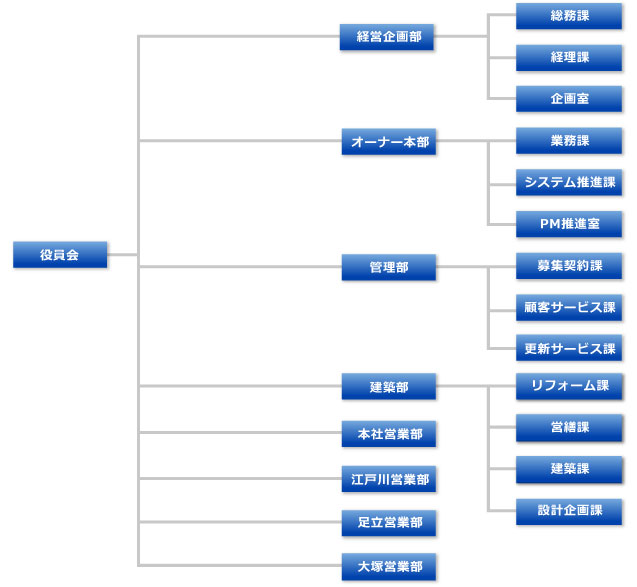 役員会
経営企画部
総務課
経理課
企画室
オーナー本部
業務課
システム推進課
PM推進室
管理部
募集契約課
顧客サービス課
更新サービス課
建築部
リフォーム課
営繕課
建築課
設計企画課
本社営業部
江戸川営業部
足立営業部
大塚営業部